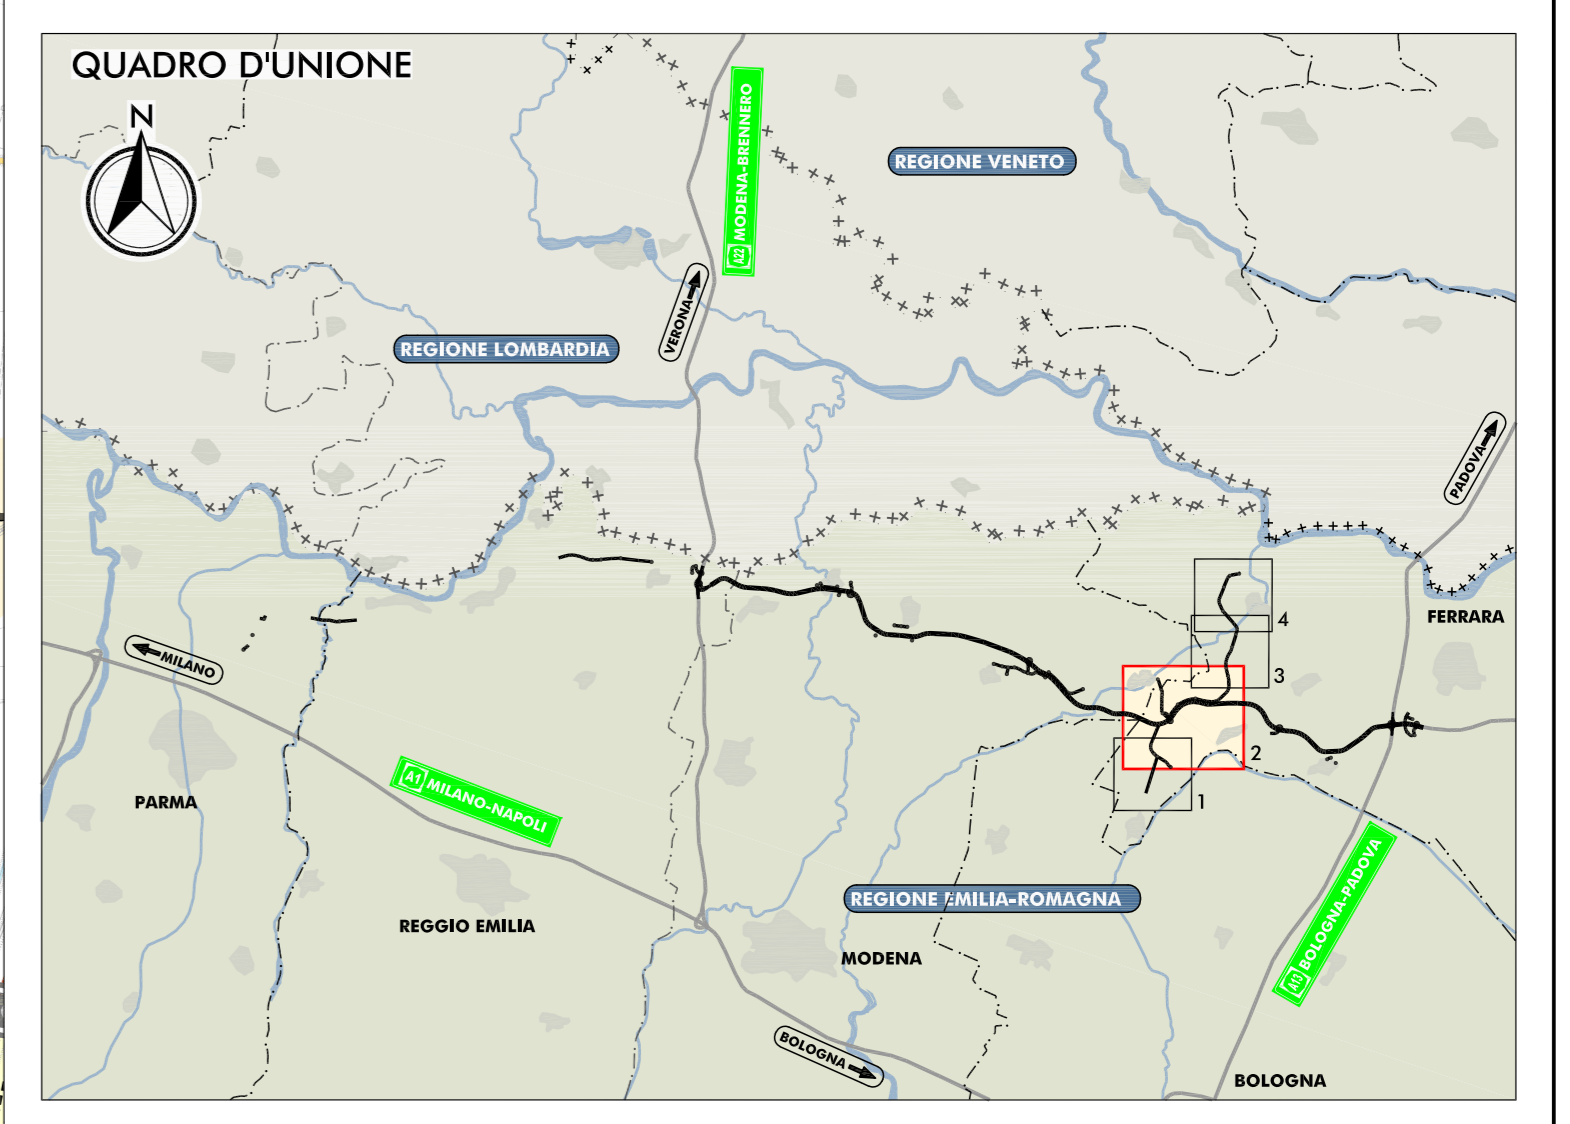 QUADRO D'UNIONE
N
A22 MODENA-BRENNERO
REGIONE VENETO
VERONA
REGIONE LOMBARDIA
PADOVA
4
FERRARA
MILANO
3
2
A1 MILANO-NAPOLI
PARMA
1
A13 BOLOGNA-PADOVA
REGIONE EMILIA-ROMAGNA
REGGIO EMILIA
MODENA
BOLOGNA
BOLOGNA